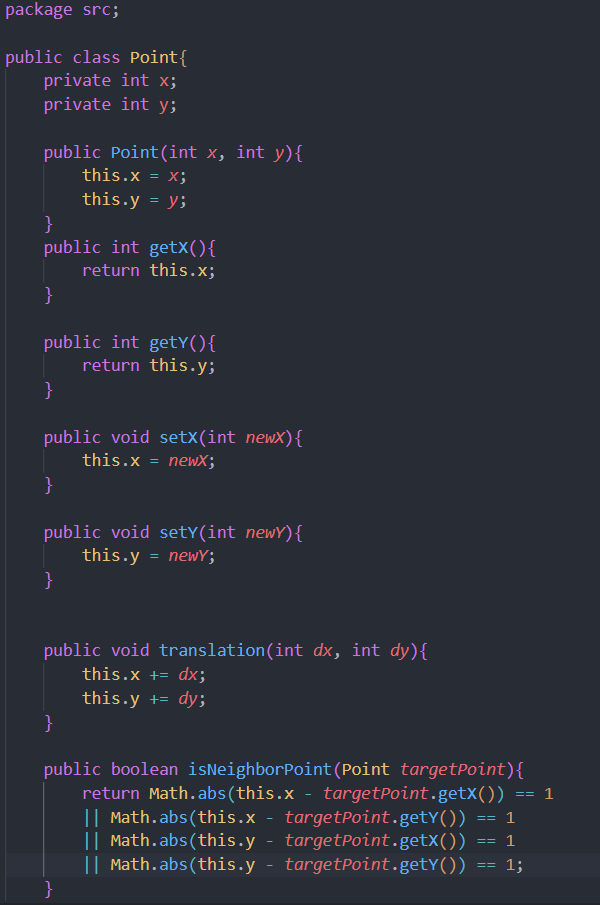 package src;
public class Point{
    private int x;
    private int y;
    public Point(int x, int y){
        this.x = x;
        this.y = y;
    }
    public int getX(){
        return this.x;
    }
    public int getY(){
        return this.y;
    }
    public void setX(int newX){
        this.x = newX;
    }
    public void setY(int newY){
        this.y = newY;
    }
    public void translation(int dx, int dy){
        this.x += dx;
        this.y += dy;
    }
    public boolean isNeighborPoint(Point targetPoint){
        return Math.abs(this.x - targetPoint.getX()) == 1
        || Math.abs(this.x - targetPoint.getY()) == 1
        || Math.abs(this.y - targetPoint.getX()) == 1
        || Math.abs(this.y - targetPoint.getY()) == 1;
    }